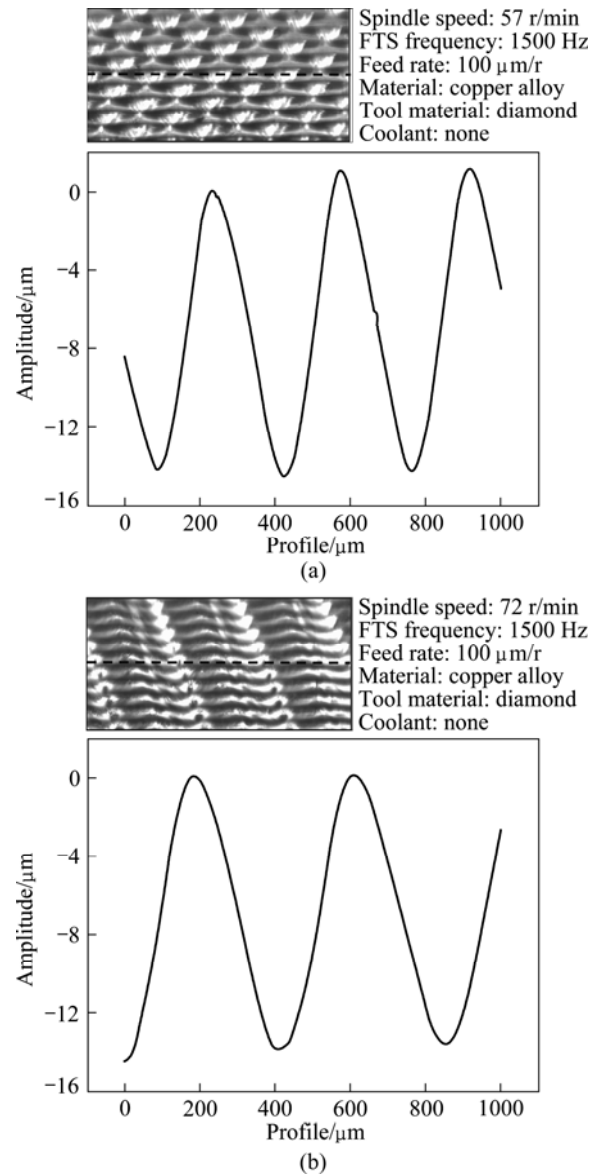 Spindle speed: 57 r/min
FTS frequency: 1500 Hz
Feed rate: 100 μm/r
Material: copper alloy
Tool material: diamond
Coolant: none
Amplitude/μm
0
−4
−8
−12
−16
0 200 400 600 800 1000
Profile/μm
(a)
Spindle speed: 72 r/min
FTS frequency: 1500 Hz
Feed rate: 100 μm/r
Material: copper alloy
Tool material: diamond
Coolant: none
Amplitude/μm
0
−4
−8
−12
−16
0 200 400 600 800 1000
Profile/μm
(b)